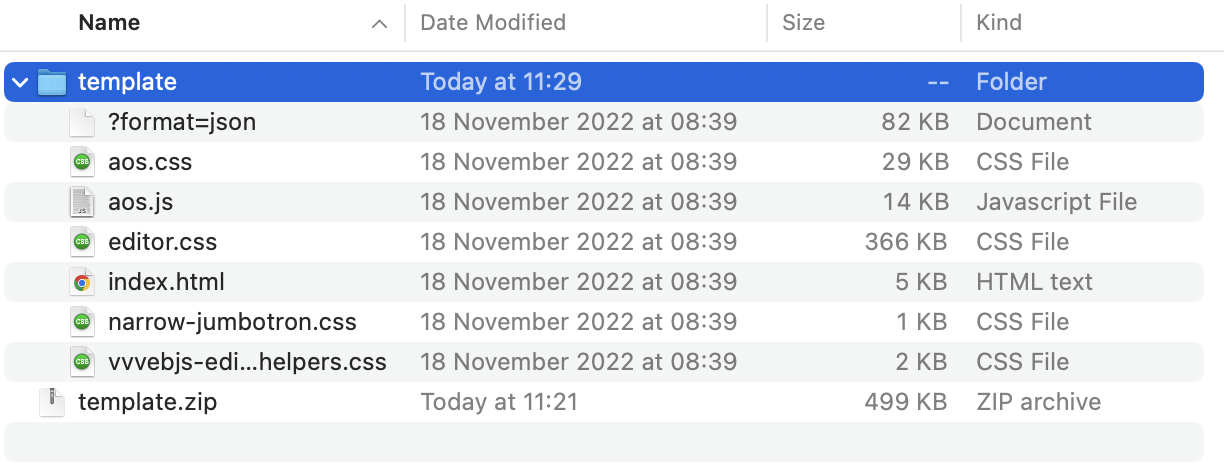 Name Date Modified Size Kind
template Today at 11:29 -- Folder
?format=json 18 November 2022 at 08:39 82 KB Document
CSS aos.css 18 November 2022 at 08:39 29 KB CSS File
JS aos.js 18 November 2022 at 08:39 14 KB Javascript File
CSS editor.css 18 November 2022 at 08:39 366 KB CSS File
index.html 18 November 2022 at 08:39 5 KB HTML text
CSS narrow-jumbotron.css 18 November 2022 at 08:39 1 KB CSS File
CSS vvvebjs-edi...helpers.css 18 November 2022 at 08:39 2 KB CSS File
template.zip Today at 11:21 499 KB ZIP archive